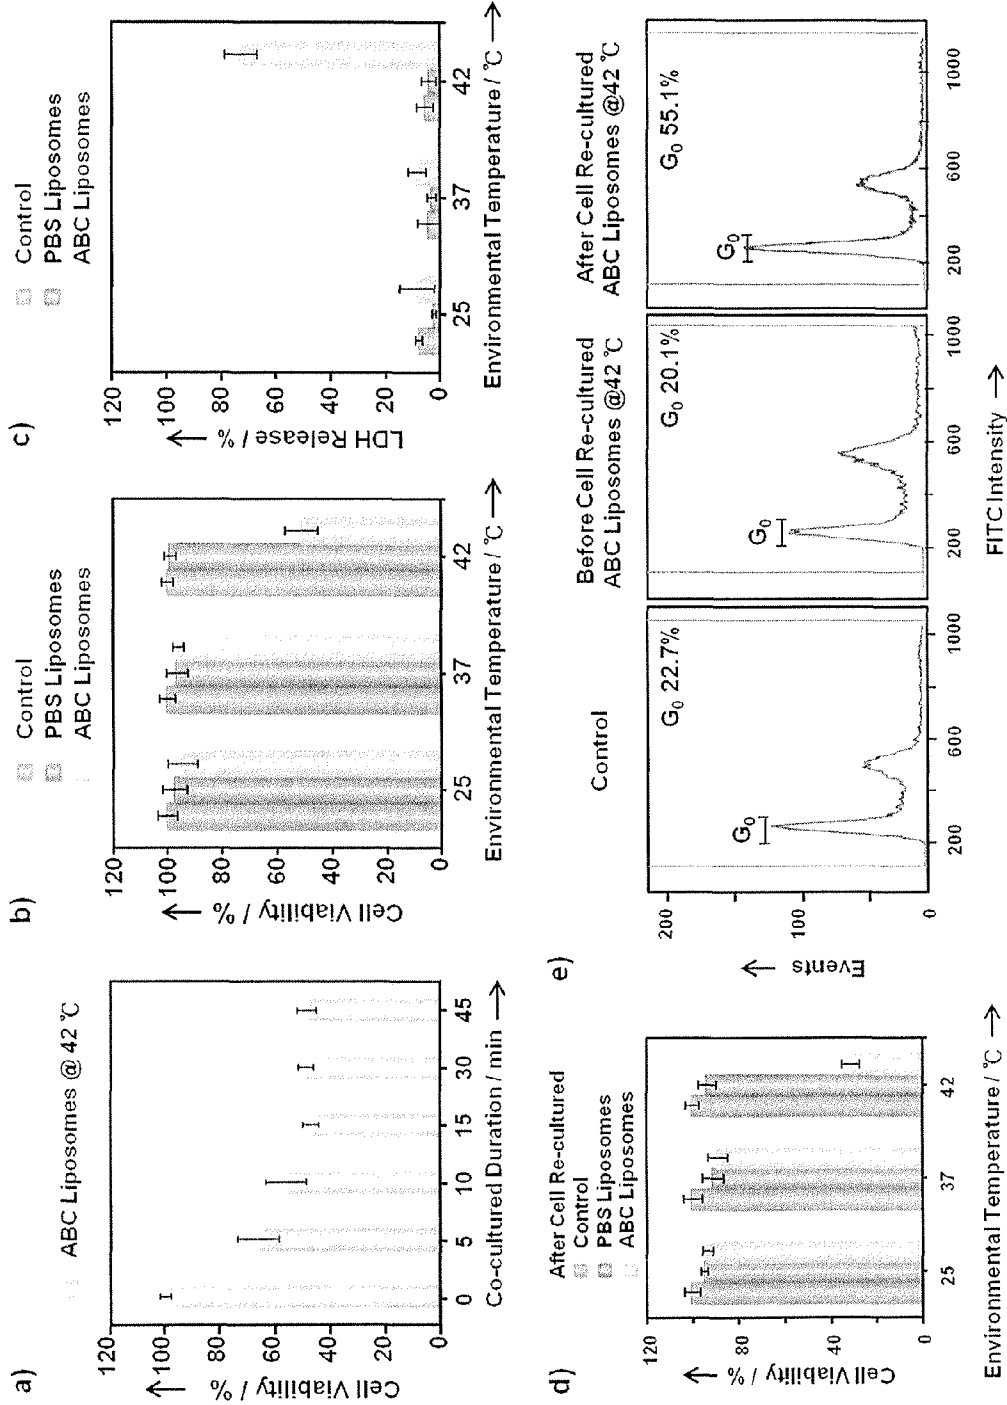 a)
ABC Liposomes @ 42 ℃
Cell Viability / %
120
100
80
60
40
20
0
0
5
10
15
30
45
Co-cultured Duration / min
b)
Control
PBS Liposomes
ABC Liposomes
Cell Viability / %
120
100
80
60
40
20
0
25
37
42
Environmental Temperature / ℃
c)
Control
PBS Liposomes
ABC Liposomes
LDH Release / %
120
100
80
60
40
20
0
25
37
42
Environmental Temperature / ℃
d)
After Cell Re-cultured
Control
PBS Liposomes
ABC Liposomes
Cell Viability / %
120
80
40
0
25
37
42
Environmental Temperature / ℃
e)
Control
Events
200
100
0
G₀ 22.7%
G₀
200
600
1000
Before Cell Re-cultured
ABC Liposomes @42 ℃
G₀ 20.1%
G₀
200
600
1000
After Cell Re-cultured
ABC Liposomes @42 ℃
G₀ 55.1%
G₀
200
600
1000
FITC Intensity